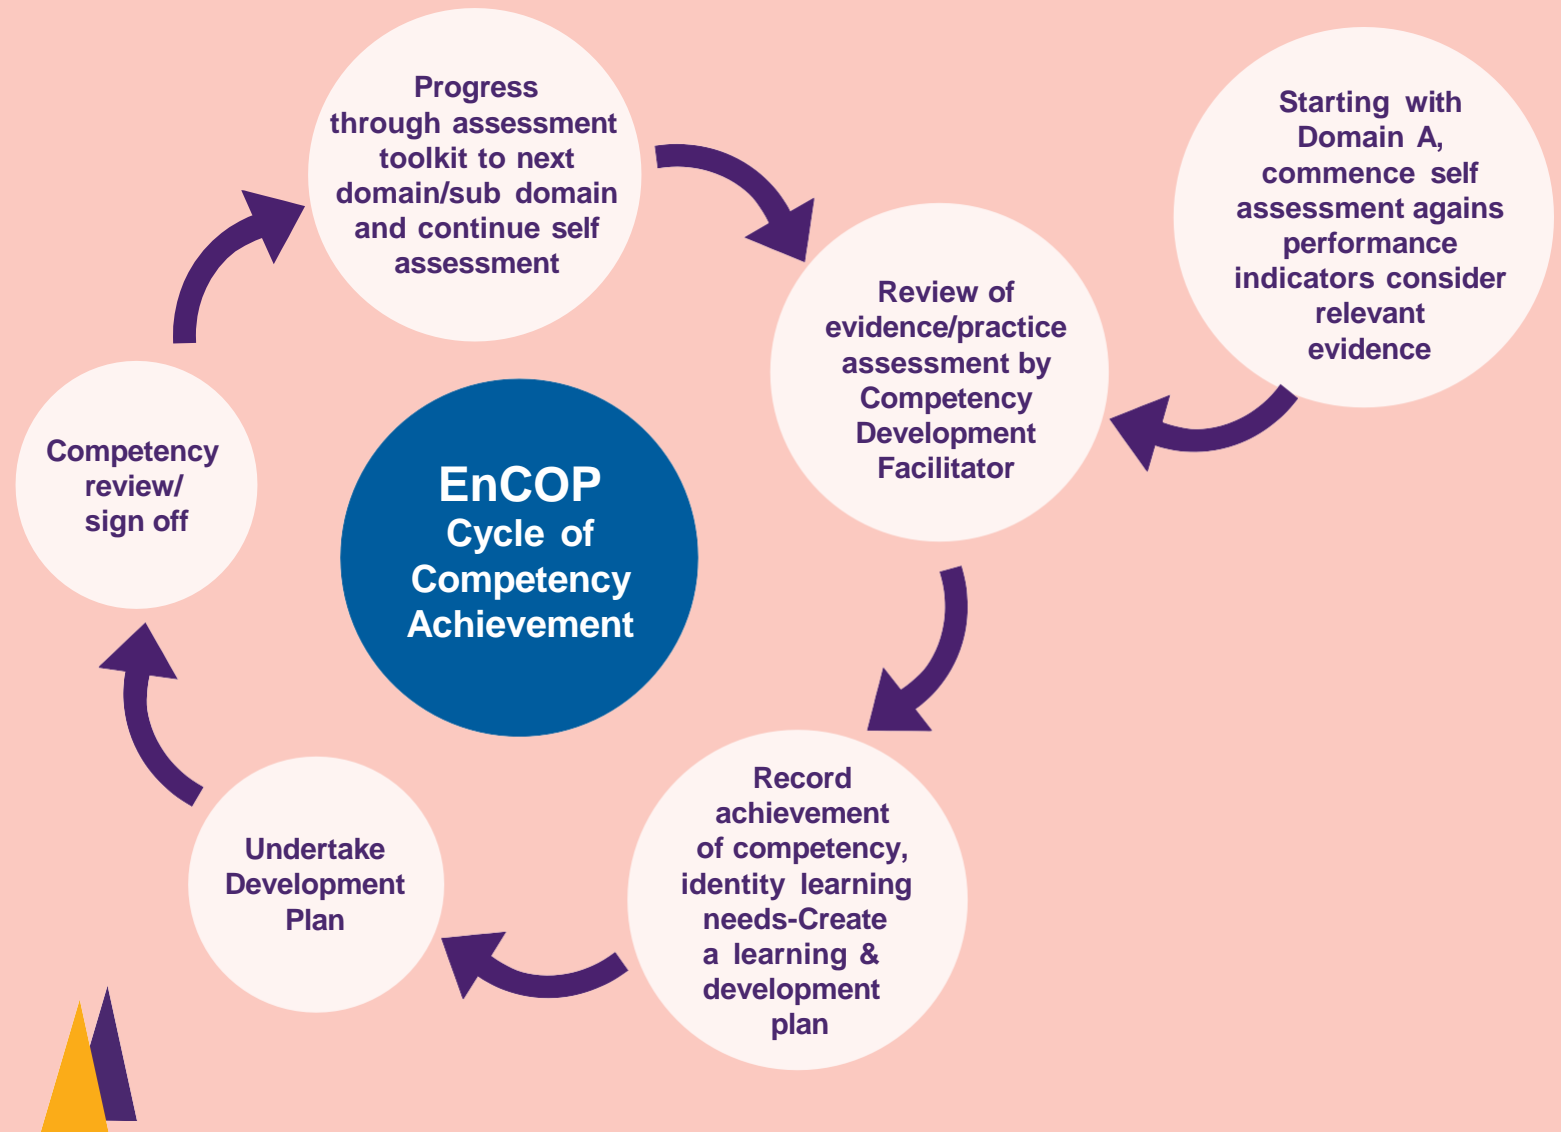 Progress
through assessment
toolkit to next
domain/sub domain
and continue self
assessment
Starting with
Domain A,
commence self
assessment agains
performance
indicators consider
relevant
evidence
Review of
evidence/practice
assessment by
Competency
Development
Facilitator
Competency
review/
sign off
EnCOP
Cycle of
Competency
Achievement
Record
achievement
of competency,
identity learning
needs-Create
a learning &
development
plan
Undertake
Development
Plan